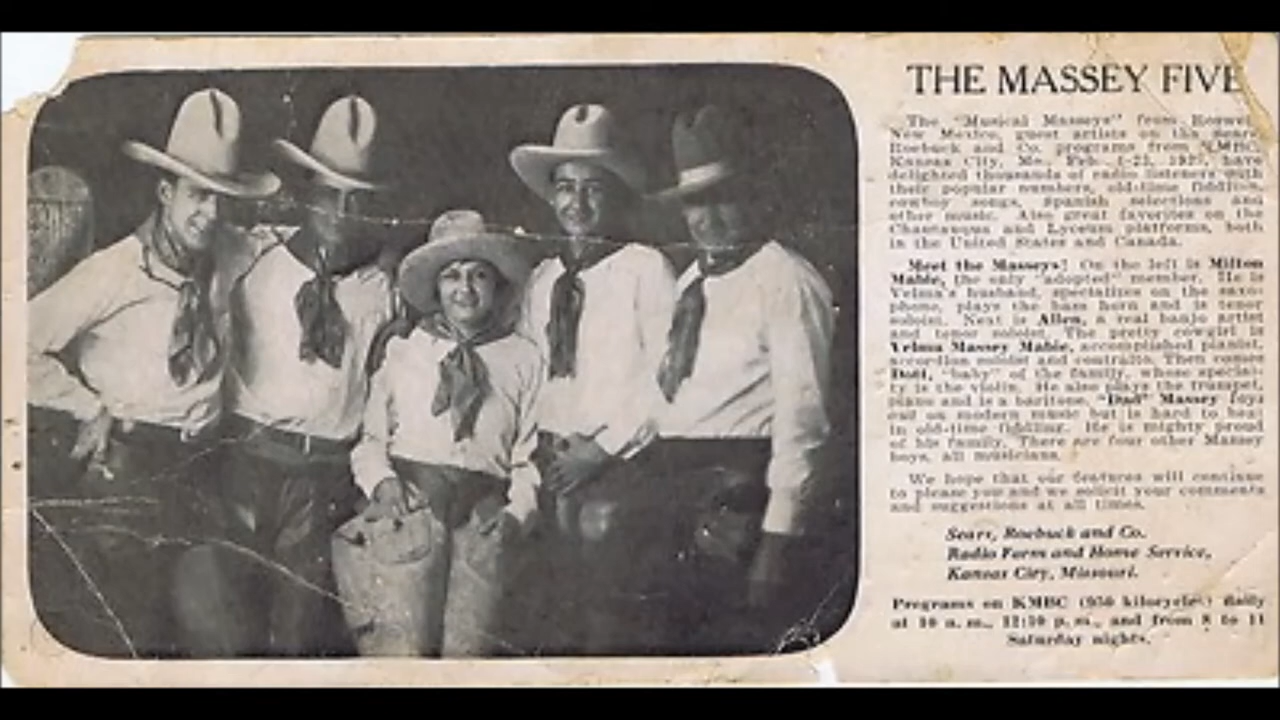 THE MASSEY FIVE
The "Musical Masseys" from Roswell,
New Mexico, guest artists on the Sears,
Roebuck and Co. programs from KMBC,
Kansas City, Mo., Feb. 1927, have
delighted thousands of radio listeners with
their popular numbers, old-time fiddling,
cowboy songs, Spanish selections and
other music. Also great favorites on the
Chautauqua and Lyceum platforms, both
in the United States and Canada.
Meet the Masseys! On the left is Milton
Mabie, the only "adopted" member. He is
Velma's husband, specializes on the saxo-
phone, plays the bass horn and is tenor
soloist. Next is Allen, a real banjo artist
and tenor soloist. The pretty cowgirl is
Velma Massey Mabie, accomplished pianist,
accordion soloist and contralto. Then comes
Dott, "baby" of the family, whose special-
ty is the violin. He also plays the trumpet,
piano and is a baritone. "Dad" Massey
out on modern music but is hard to beat
in old-time fiddling. He is mighty proud
of his family. There are four other Massey
boys, all musicians.
We hope that our features will continue
to please you and we solicit your comments
and suggestions at all times.
Sears, Roebuck and Co.
Radio Farm and Home Service,
Kansas City, Missouri.
Programs on KMBC (950 kilocycles) daily
at 10 a. m., 12:10 p. m., and from 8 to 11
Saturday nights.